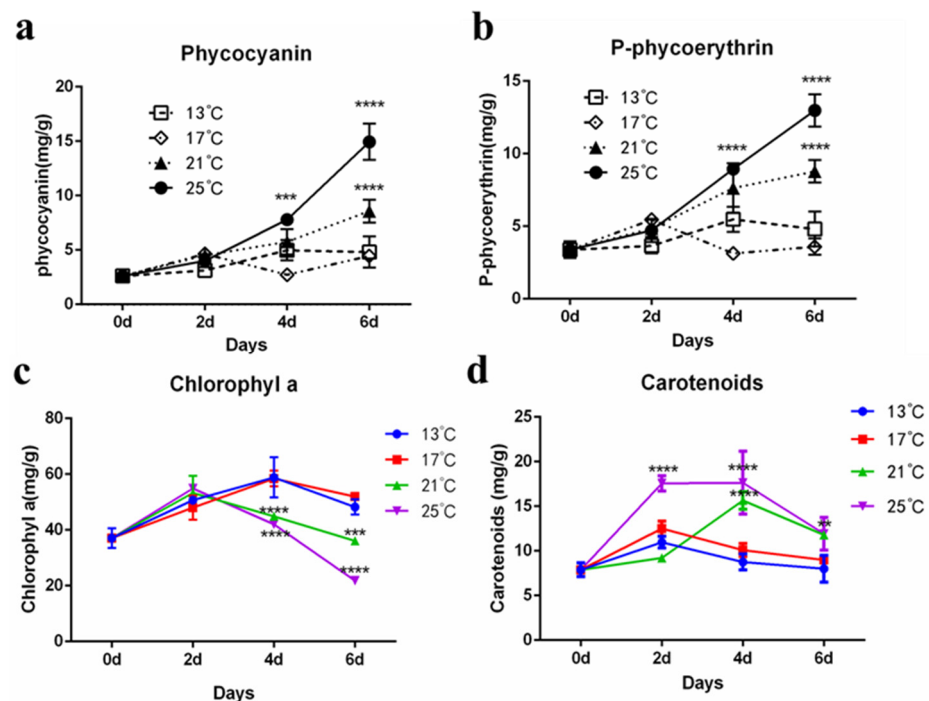 a
Phycocyanin
phycocyanin(mg/g)
20
15
10
5
0
13°C
17°C
21°C
25°C
***
****
****
0d 2d 4d 6d
Days
b
P-phycoerythrin
P-phycoerythrin(mg/g)
15
10
5
0
13°C
17°C
21°C
25°C
****
****
****
0d 2d 4d 6d
Days
c
Chlorophyl a
Chlorophyl a(mg/g)
80
60
40
20
0
13°C
17°C
21°C
25°C
****
****
***
****
0d 2d 4d 6d
Days
d
Carotenoids
Carotenoids (mg/g)
25
20
15
10
5
0
13°C
17°C
21°C
25°C
****
****
****
**
0d 2d 4d 6d
Days